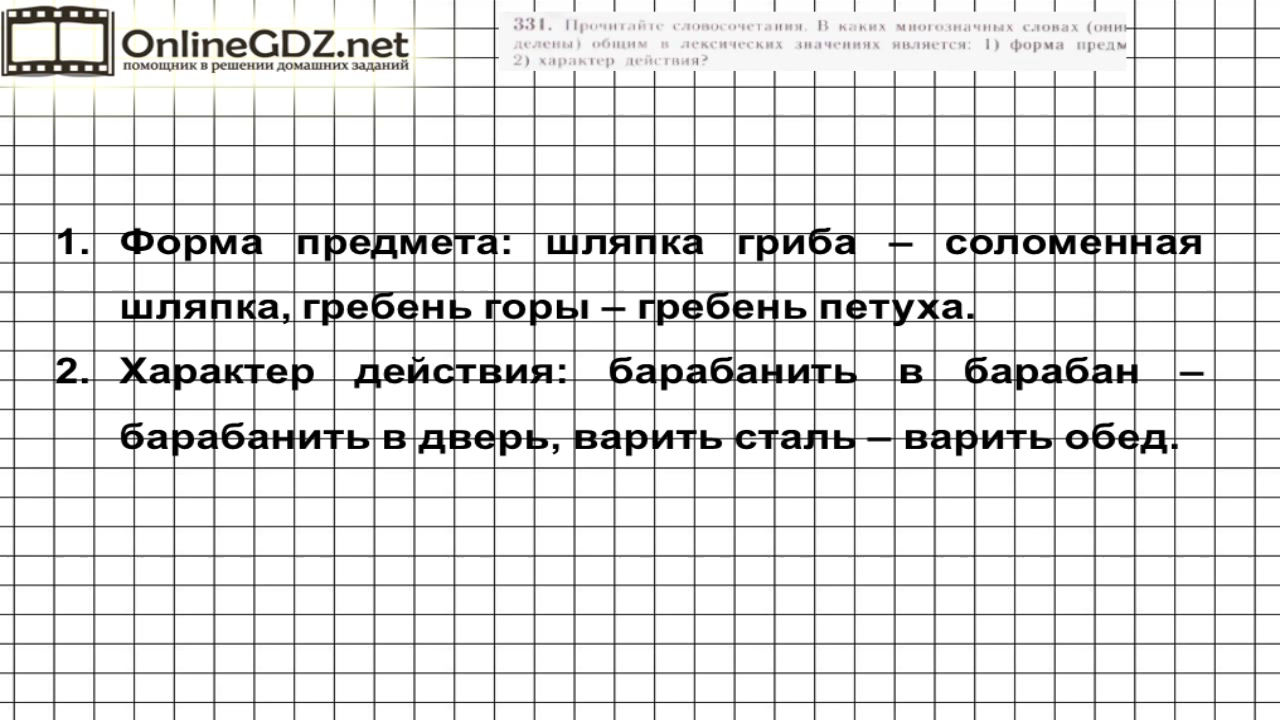 OnlineGDZ.net
помощник в решении домашних заданий
331. Прочитайте словосочетания. В каких многозначных словах (они
делены) общим в лексических значениях является: 1) форма предм
2) характер действия?
1. Форма предмета: шляпка гриба – соломенная
шляпка, гребень горы – гребень петуха.
2. Характер действия: барабанить в барабан –
барабанить в дверь, варить сталь – варить обед.